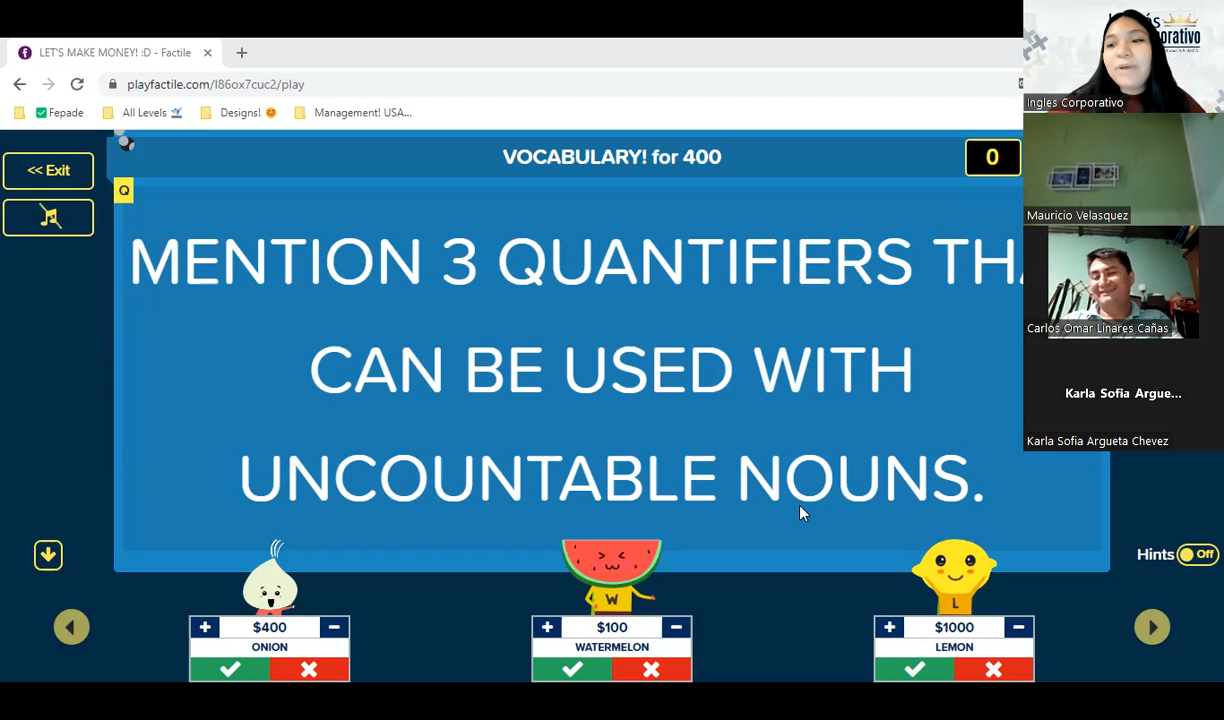 LET'S MAKE MONEY! :D - Factile
playfactile.com/l86ox7cuc2/play
Fepade
All Levels
Designs!
Management! USA...
<< Exit
VOCABULARY! for 400
0
Q
MENTION 3 QUANTIFIERS THA
CAN BE USED WITH
UNCOUNTABLE NOUNS.
Hints
Off
W
L
+ $400 −
ONION
+ $100 −
WATERMELON
+ $1000 −
LEMON
Ingles Corporativo
Mauricio Velasquez
Carlos Omar Linares Cañas
Karla Sofia Argue...
Karla Sofia Argueta Chevez